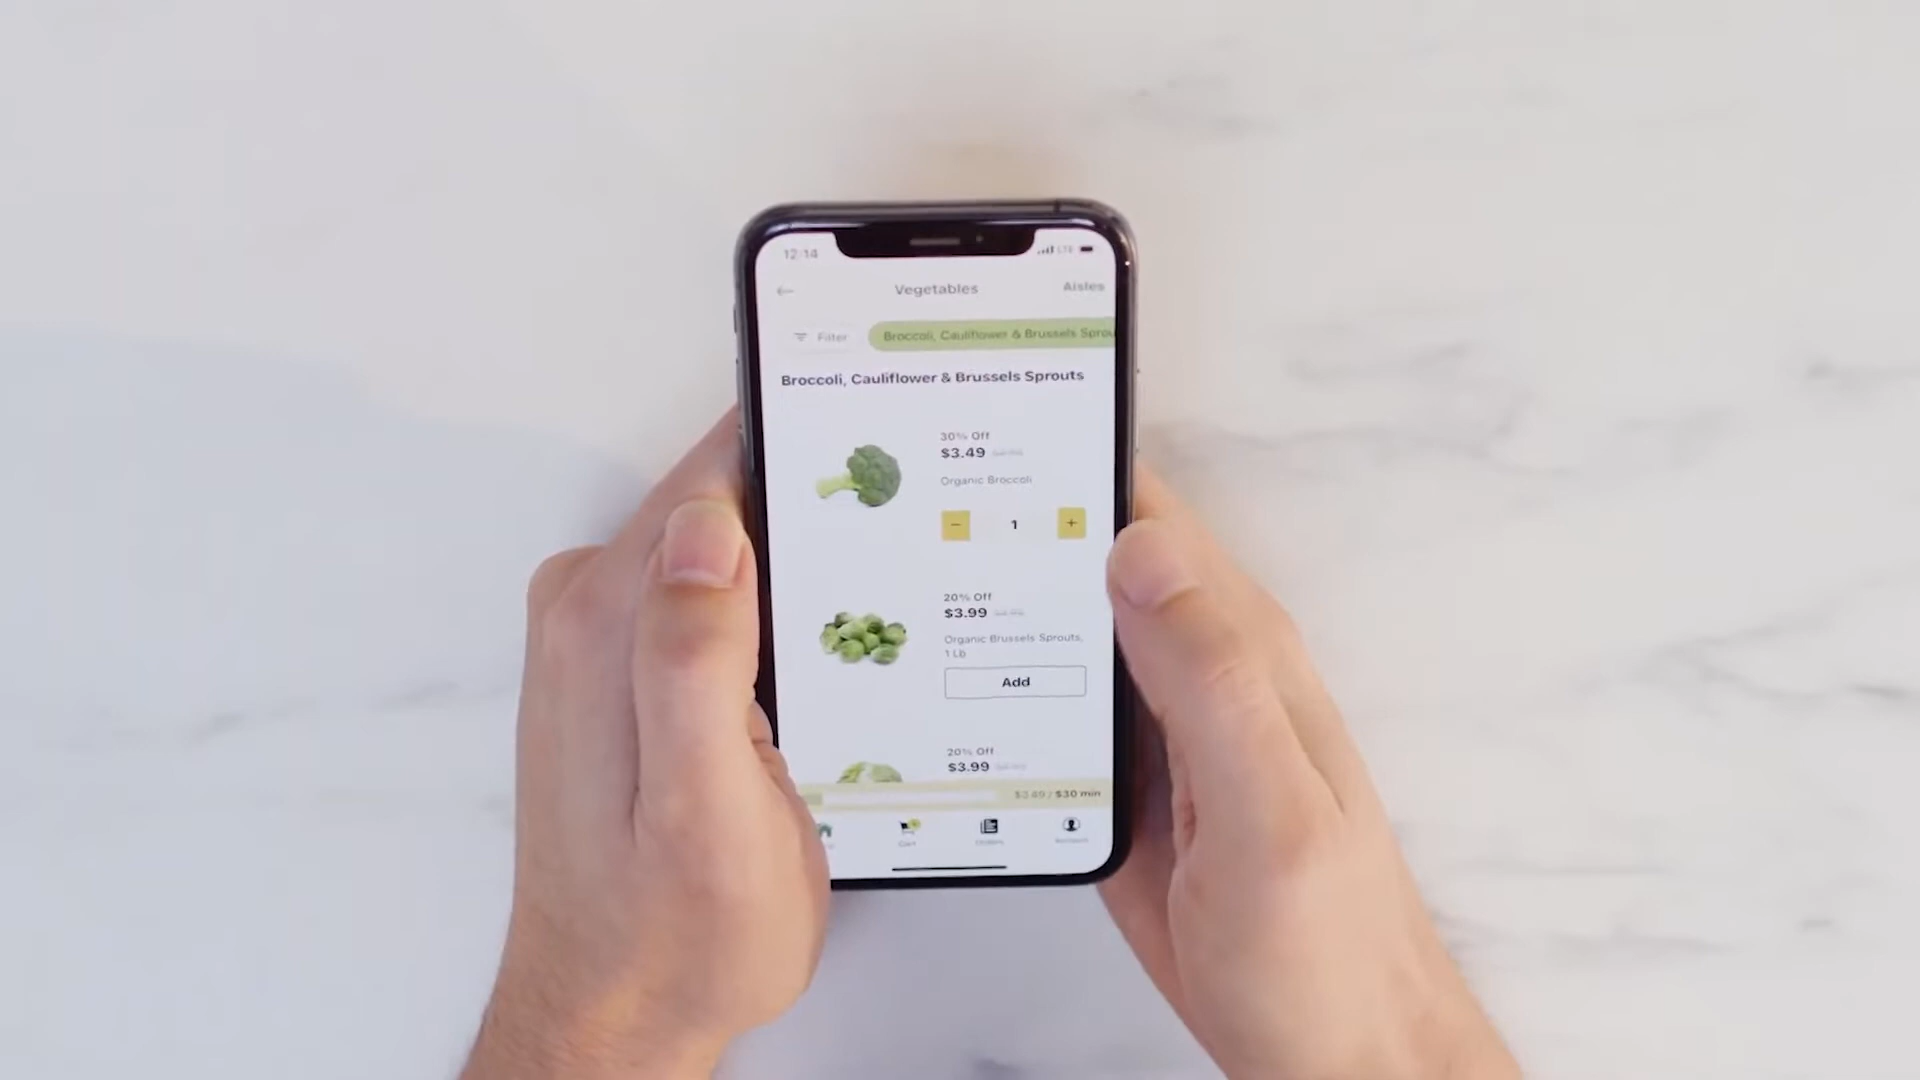 12:14
LTE
Vegetables
Aisles
Filter
Broccoli, Cauliflower & Brussels Sprou
Broccoli, Cauliflower & Brussels Sprouts
30% Off
$3.49
Organic Broccoli
1
20% Off
$3.99
Organic Brussels Sprouts,
1 Lb
Add
20% Off
$3.99
$3.49 / $30 min
Cart